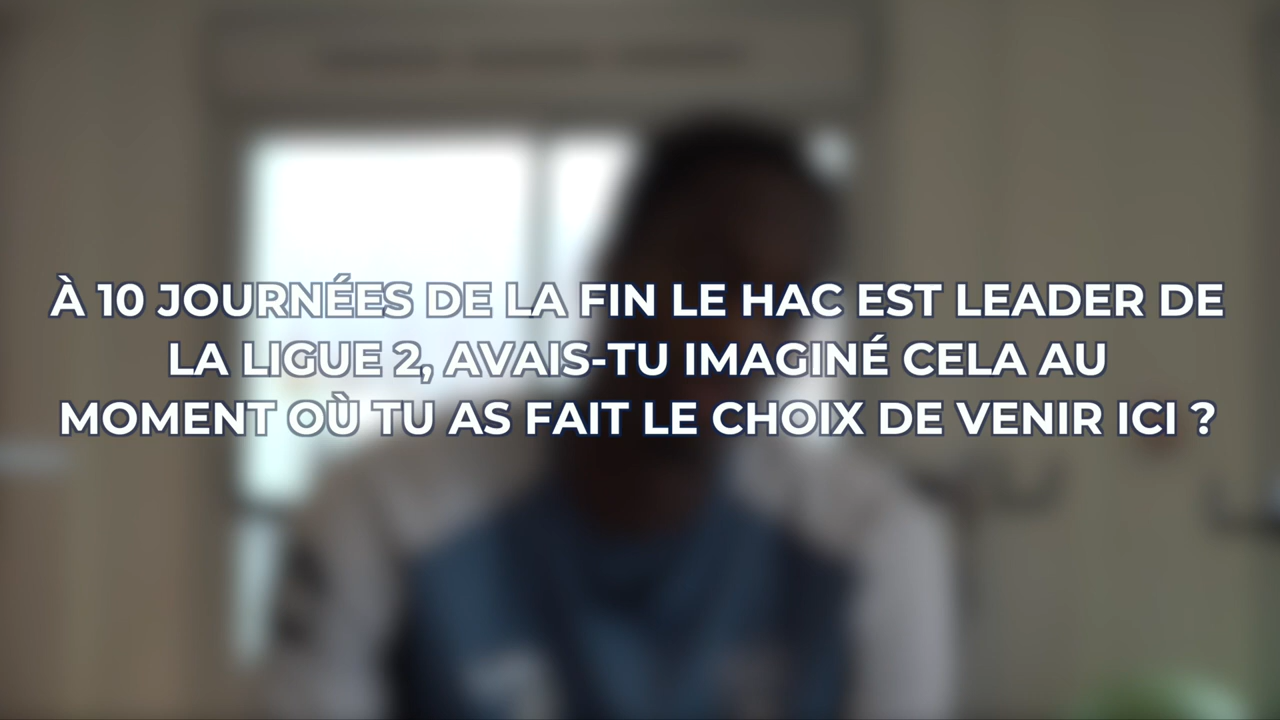 À 10 JOURNÉES DE LA FIN LE HAC EST LEADER DE
LA LIGUE 2, AVAIS-TU IMAGINÉ CELA AU
MOMENT OÙ TU AS FAIT LE CHOIX DE VENIR ICI ?